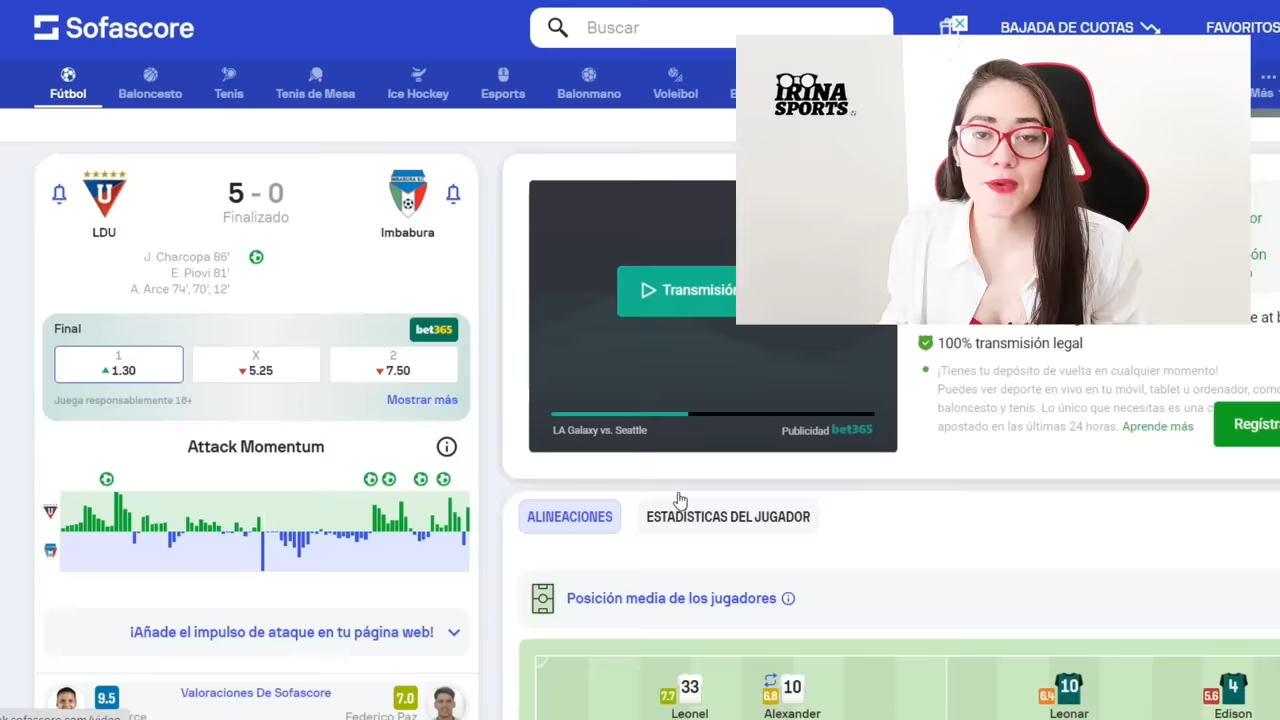 Sofascore
Buscar
BAJADA DE CUOTAS
FAVORITOS
Fútbol
Baloncesto
Tenis
Tenis de Mesa
Ice Hockey
Esports
Balonmano
Voleibol
Más
IRINA
SPORTS
5 - 0
Finalizado
LDU
Imbabura
J. Charcopa 86'
E. Piovi 81'
A. Arce 74', 70', 12'
Final
bet365
1
1.30
X
5.25
2
7.50
Juega responsablemente 18+
Mostrar más
Attack Momentum
¡Añade el impulso de ataque en tu página web!
9.5
Valoraciones De Sofascore
7.0
Federico Paz
Transmisión
LA Galaxy vs. Seattle
Publicidad bet365
100% transmisión legal
¡Tienes tu depósito de vuelta en cualquier momento!
Puedes ver deporte en vivo en tu móvil, tablet u ordenador, como
baloncesto y tenis. Lo único que necesitas es una c
apostado en las últimas 24 horas. Aprende más
Regístra
ALINEACIONES
ESTADÍSTICAS DEL JUGADOR
Posición media de los jugadores
7.7
33
Leonel
6.8
10
Alexander
6.4
10
Leonar
5.6
4
Edison